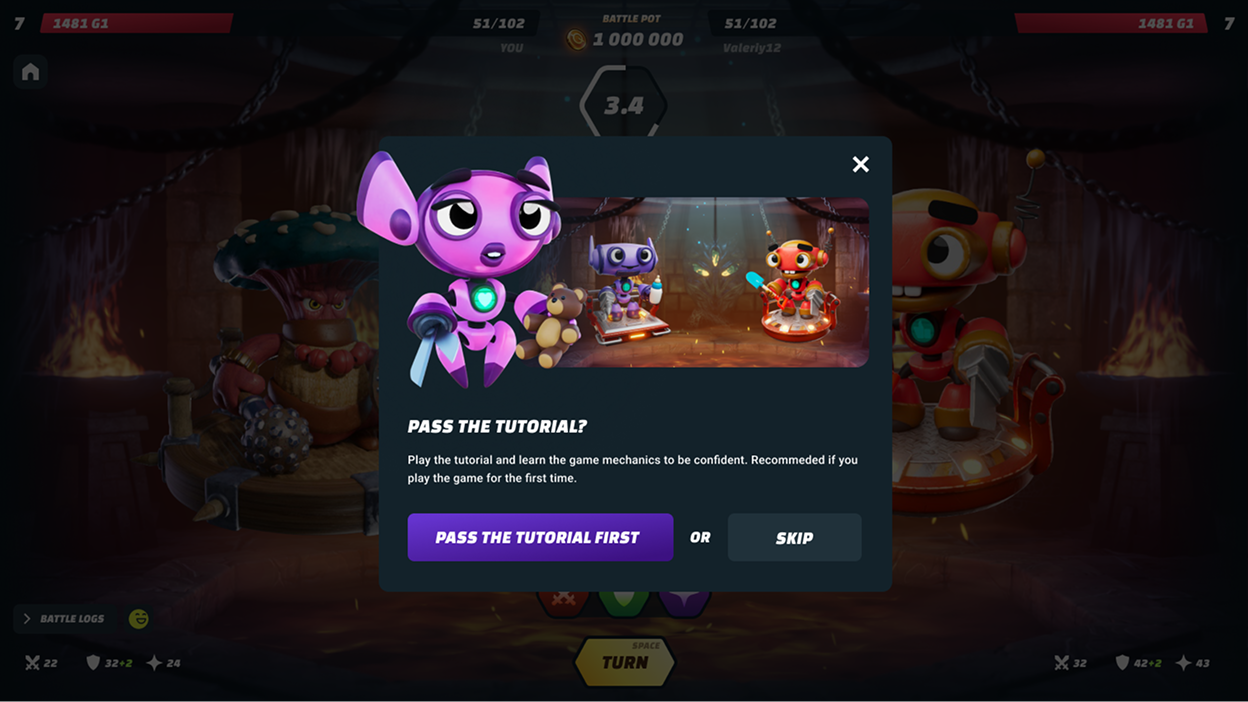 7
1481 G1
51/102
YOU
BATTLE POT
1 000 000
51/102
Valerly12
1481 G1
7
3.4
PASS THE TUTORIAL?
Play the tutorial and learn the game mechanics to be confident. Recommeded if you
play the game for the first time.
PASS THE TUTORIAL FIRST
OR
SKIP
BATTLE LOGS
22
32+2
24
SPACE
TURN
32
42+2
43